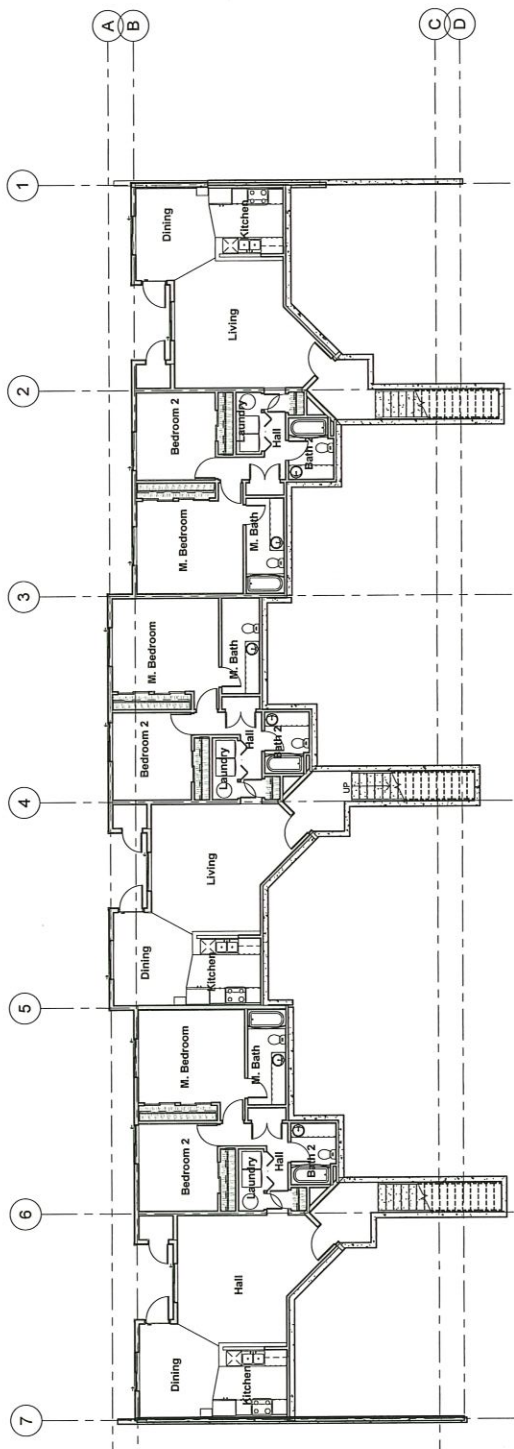 A
B
C
D
1
Dining
Kitchen
Living
2
Bedroom 2
Laundry
Hall
Bath 2
M. Bedroom
M. Bath
3
M. Bedroom
M. Bath
Bedroom 2
Laundry
Hall
Bath 2
4
UP
Living
Dining
Kitchen
5
M. Bedroom
M. Bath
Bedroom 2
Laundry
Hall
Bath 2
6
Hall
Dining
Kitchen
7